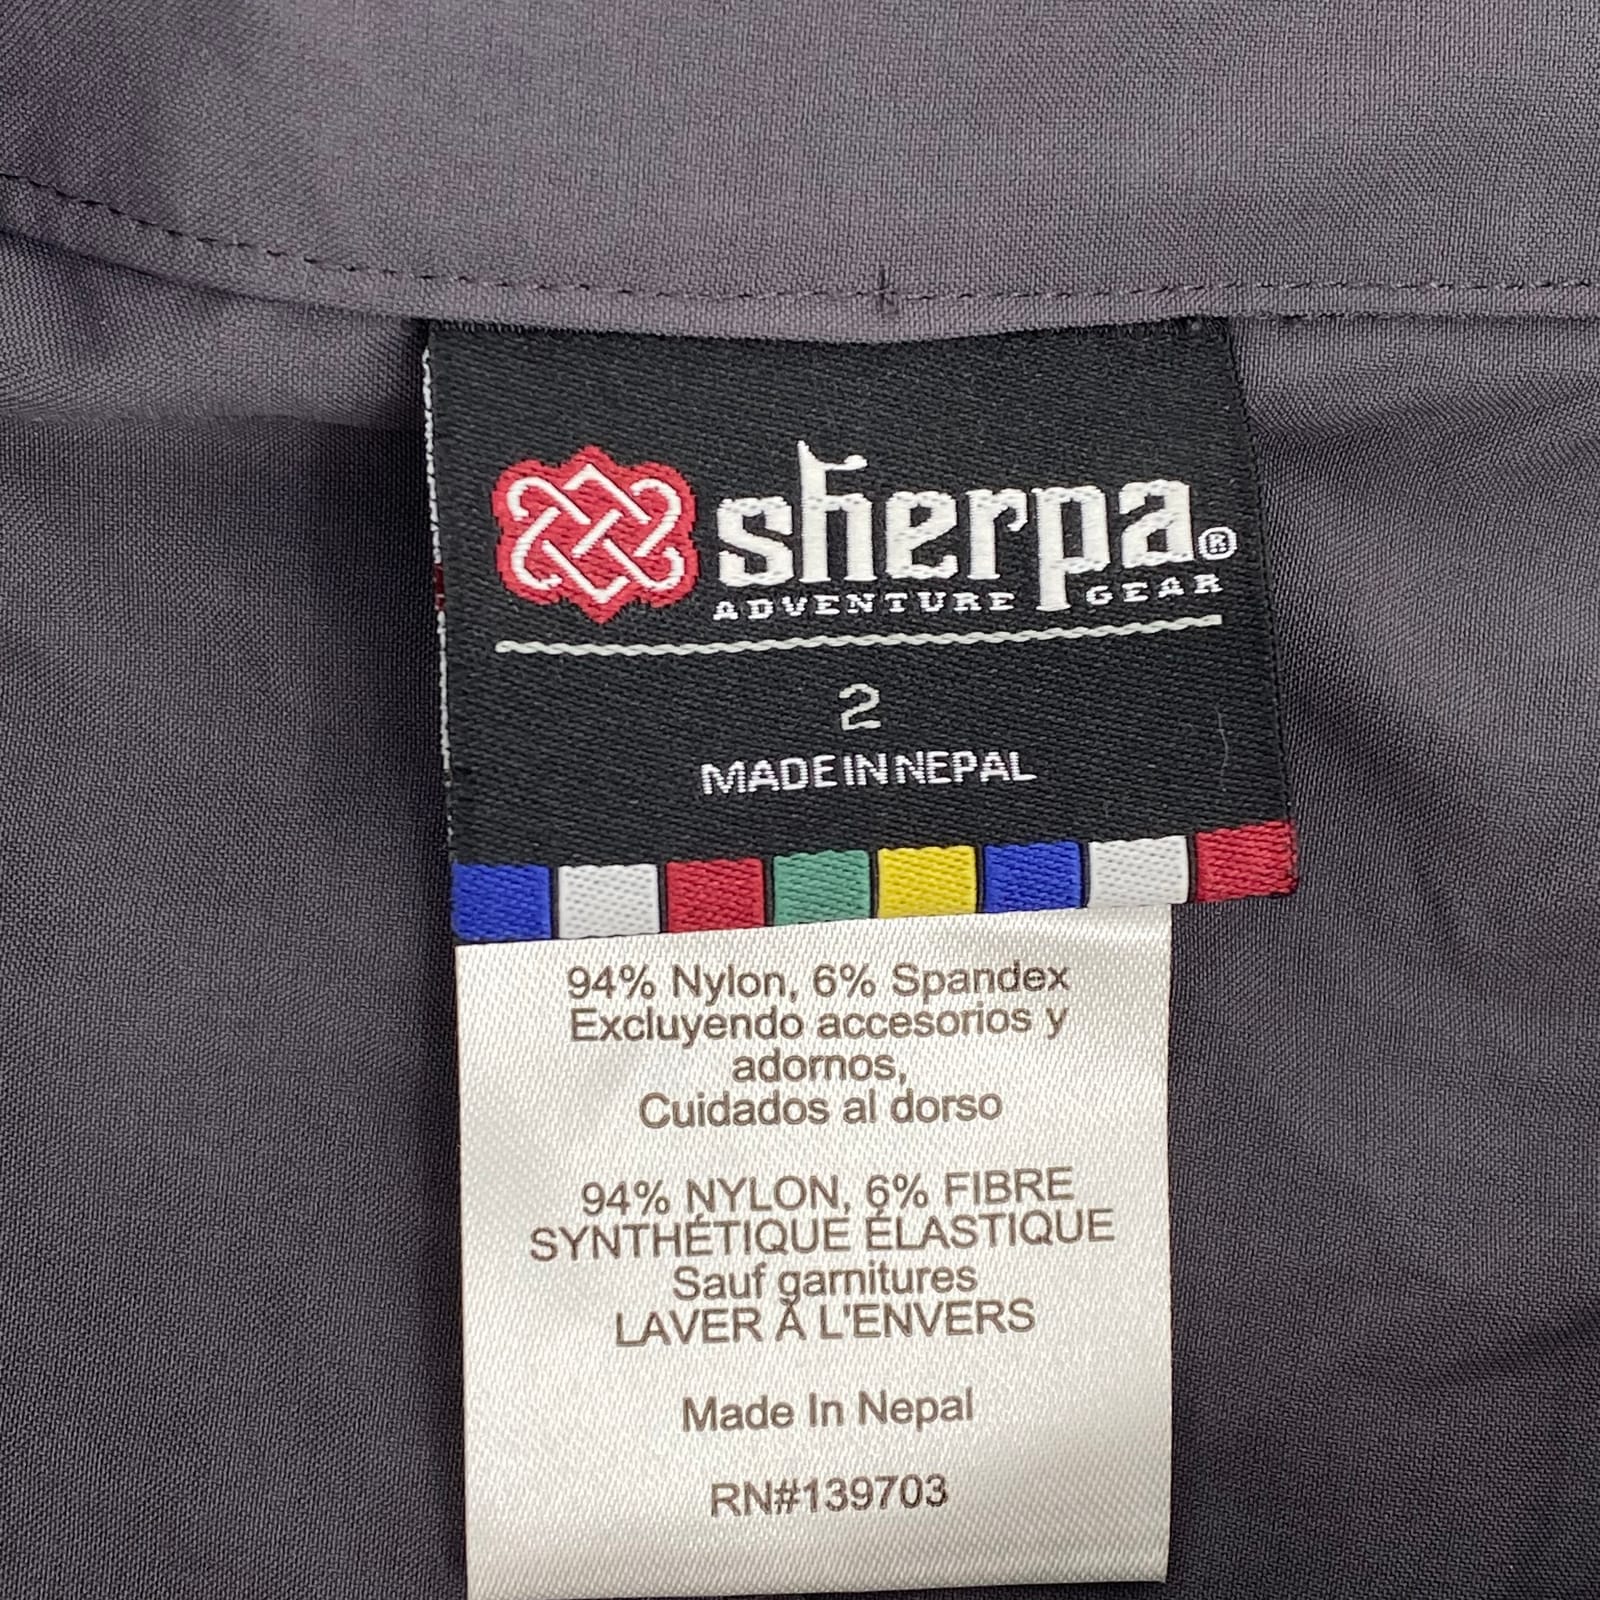 sherpa®
ADVENTURE GEAR
2
MADE IN NEPAL
94% Nylon, 6% Spandex
Excluyendo accesorios y
adornos,
Cuidados al dorso
94% NYLON, 6% FIBRE
SYNTHÉTIQUE ÉLASTIQUE
Sauf garnitures
LAVER À L'ENVERS
Made In Nepal
RN#139703